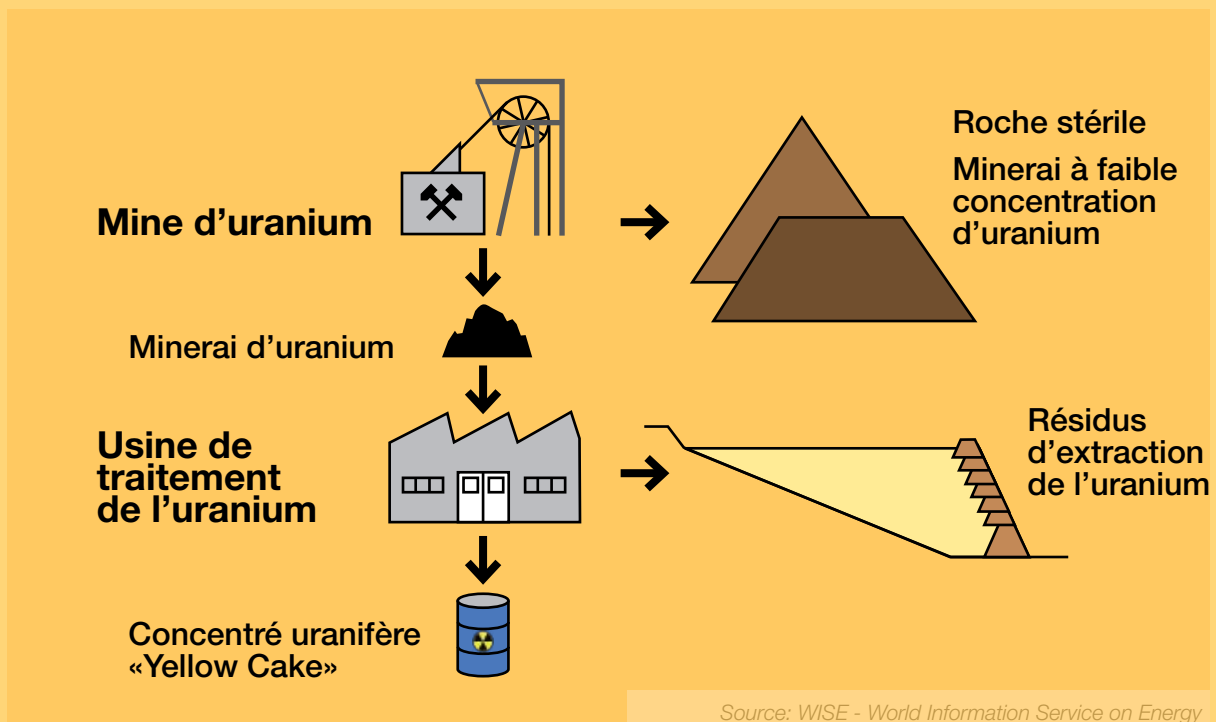 Mine d’uranium
Roche stérile
Minerai à faible
concentration
d’uranium
Minerai d’uranium
Usine de
traitement
de l’uranium
Résidus
d’extraction
de l’uranium
Concentré uranifère
«Yellow Cake»
Source: WISE - World Information Service on Energy